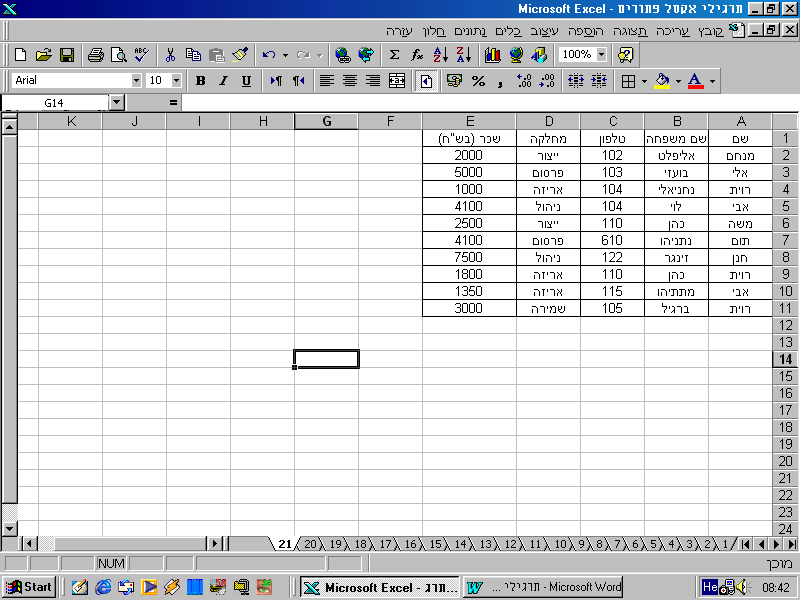 Microsoft Excel - תרגילי אקסל פתורים
קובץ עריכה תצוגה הוספה עיצוב כלים נתונים חלון עזרה
100%
Arial 10 B I U
G14 =
A B C D E F G H I J K
1 שם שם משפחה טלפון מחלקה שכר (בש"ח)
2 מנחם אליפלט 102 ייצור 2000
3 אלי בועזי 103 פרסום 5000
4 רוית נחניאלי 104 אריזה 1000
5 אבי לוי 104 ניהול 4100
6 משה כהן 110 ייצור 2500
7 תום נתניהו 610 פרסום 4100
8 חנן זינגר 122 ניהול 7500
9 רוית כהן 110 אריזה 1800
10 אבי מתתיהו 115 אריזה 1350
11 רוית ברגיל 105 שמירה 3000
12
13
14
15
16
17
18
19
20
21
22
23
24
1 2 3 4 5 6 7 8 9 10 11 12 13 14 15 16 17 18 19 20 21
מוכן NUM
Start Microsoft Excel - תרג... Microsoft Word - תרגילי ... He 08:42